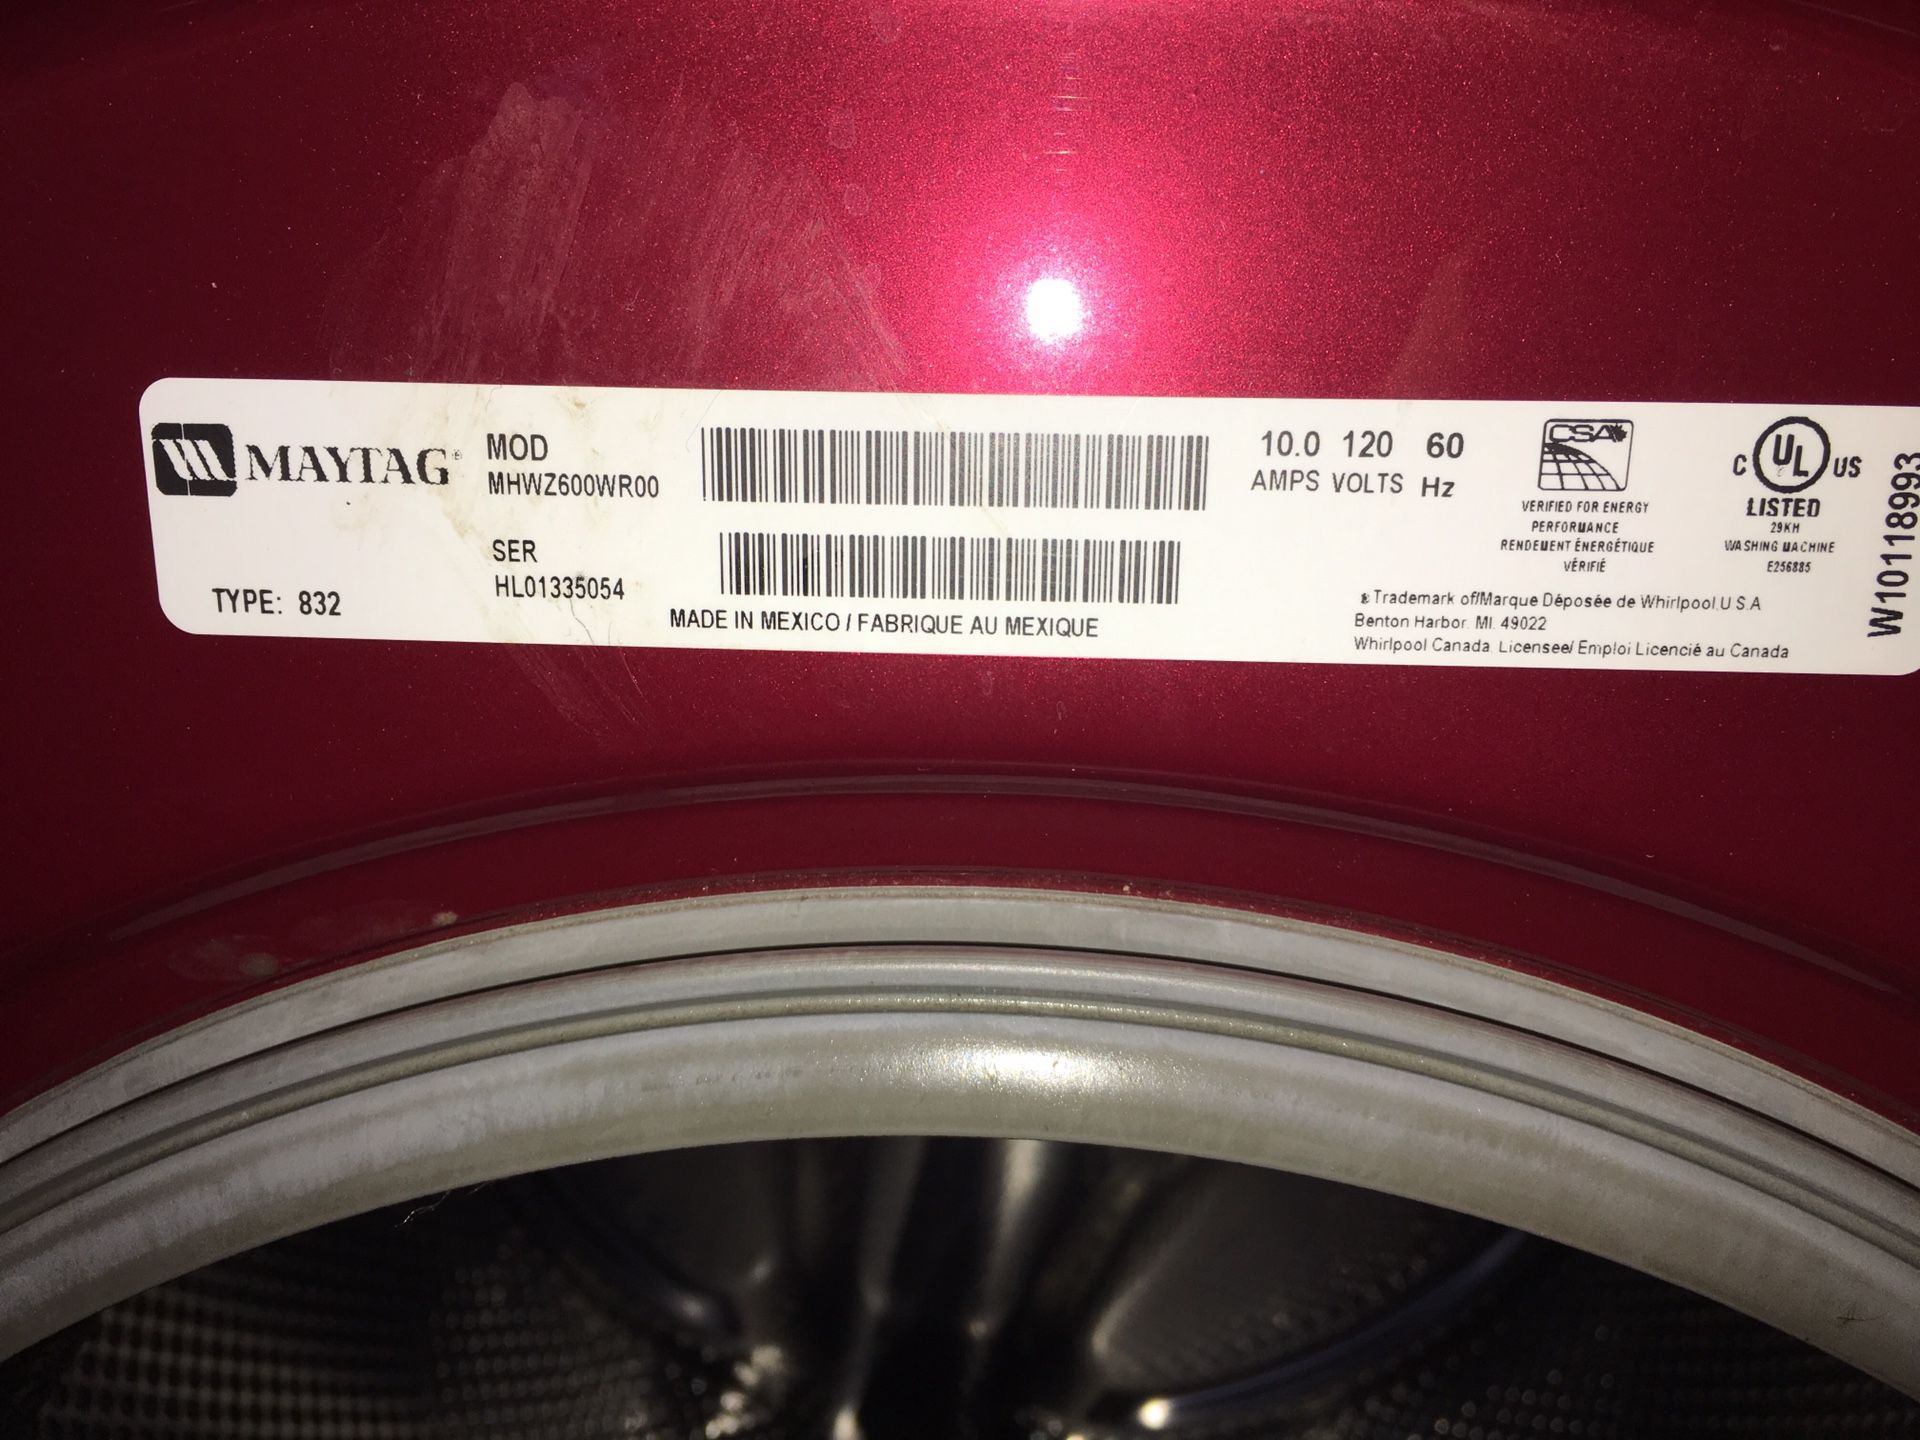 MAYTAG®
MOD
MHWZ600WR00
SER
HL01335054
TYPE: 832
MADE IN MEXICO / FABRIQUE AU MEXIQUE
10.0 120 60
AMPS VOLTS Hz
CSA
VERIFIED FOR ENERGY
PERFORMANCE
RENDEMENT ÉNERGÉTIQUE
VÉRIFIÉ
C UL US
LISTED
29KH
WASHING MACHINE
E256885
® Trademark of/Marque Déposée de Whirlpool,U.S.A
Benton Harbor, MI. 49022
Whirlpool Canada. Licensee/ Emploi Licencié au Canada
W10118993